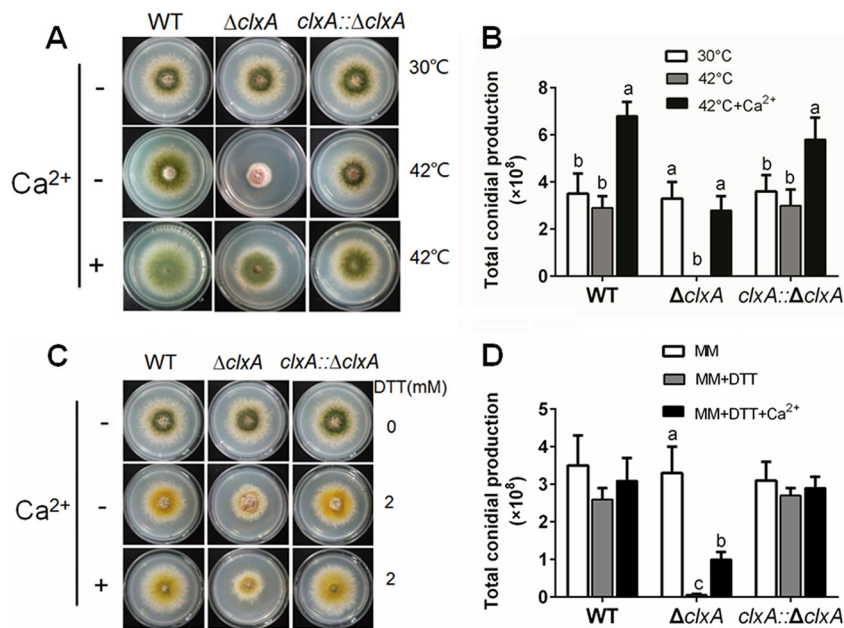 A
WT ΔclxA clxA::ΔclxA
Ca²⁺
- 30℃
- 42℃
+ 42℃
B
30°C
42°C
42°C+Ca²⁺
Total conidial production
(×10⁸)
8
6
4
2
0
b b a
a b a
b b a
WT ΔclxA clxA::ΔclxA
C
WT ΔclxA clxA::ΔclxA
DTT(mM)
Ca²⁺
- 0
- 2
+ 2
D
MM
MM+DTT
MM+DTT+Ca²⁺
Total conidial production
(×10⁸)
5
4
3
2
1
0
a c b
WT ΔclxA clxA::ΔclxA